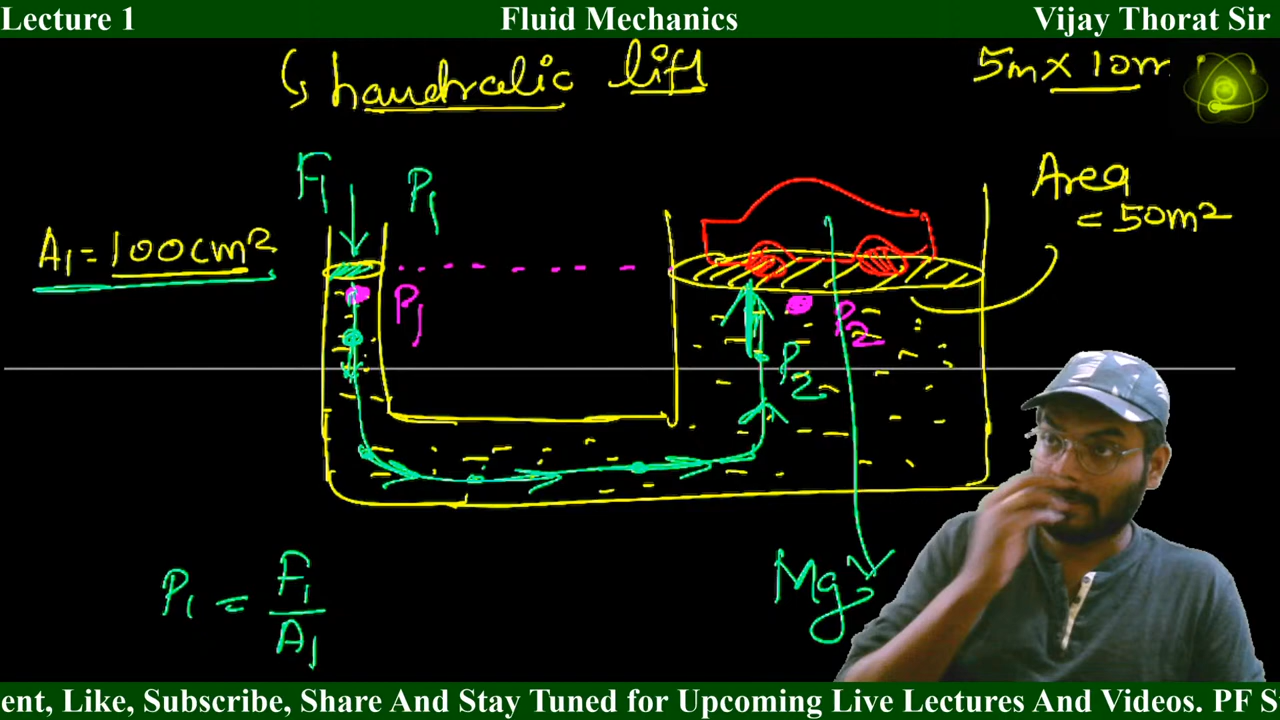 Lecture 1
Fluid Mechanics
Vijay Thorat Sir
haudralic lift
5m x 10m
F1
P1
Area
= 50m2
A1 = 100cm2
P1
P2
P2
P1 = F1
A1
Mg
ent, Like, Subscribe, Share And Stay Tuned for Upcoming Live Lectures And Videos. PF S